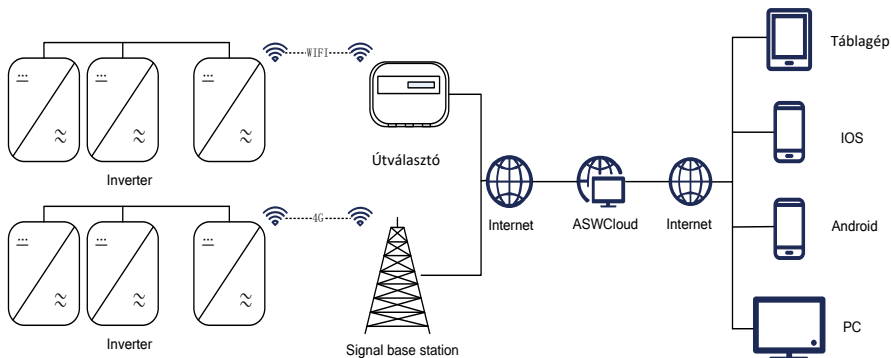 WIFI
Útválasztó
Inverter
4G
Inverter
Signal base station
Internet
ASWCloud
Internet
Táblagép
IOS
Android
PC